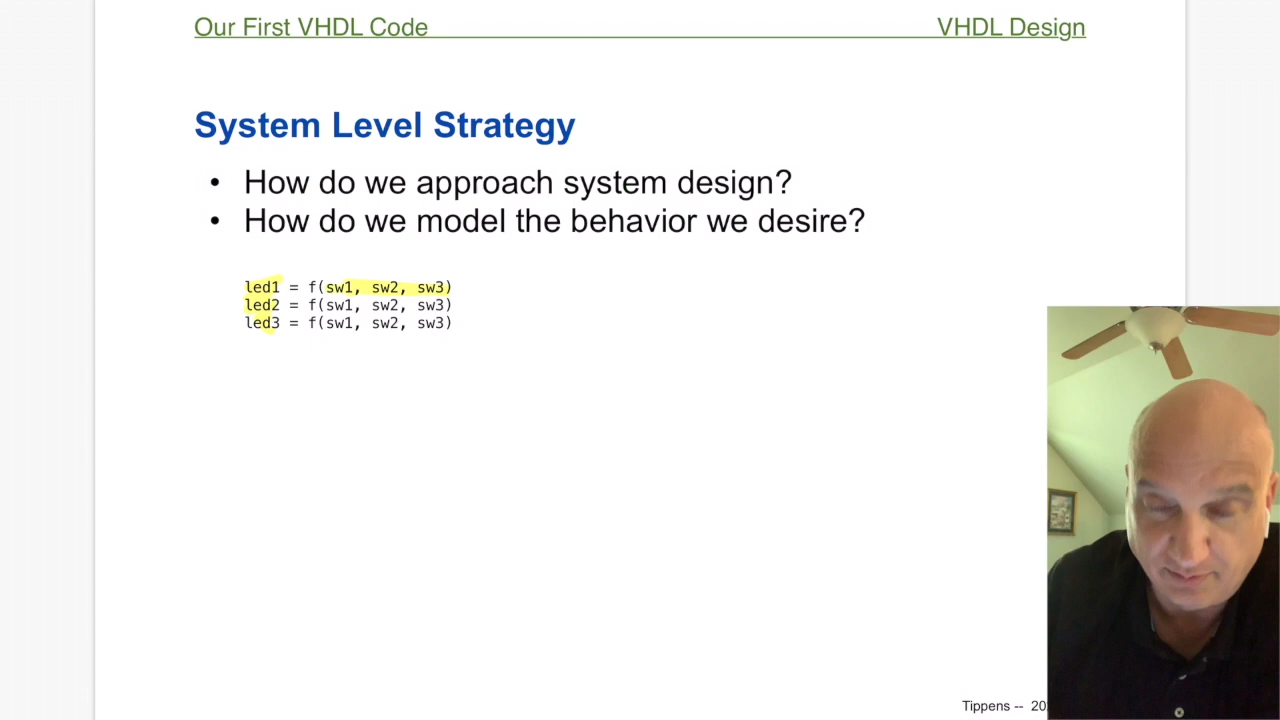 Our First VHDL Code VHDL Design
System Level Strategy
• How do we approach system design?
• How do we model the behavior we desire?
led1 = f(sw1, sw2, sw3)
led2 = f(sw1, sw2, sw3)
led3 = f(sw1, sw2, sw3)
Tippens --